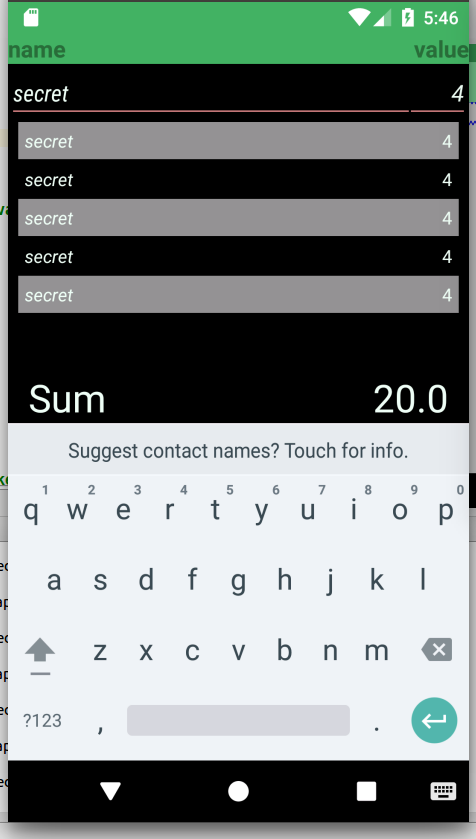 5:46
name value
secret 4
secret 4
secret 4
secret 4
secret 4
secret 4
Sum 20.0
Suggest contact names? Touch for info.
1 2 3 4 5 6 7 8 9 0
q w e r t y u i o p
a s d f g h j k l
z x c v b n m
?123 , .